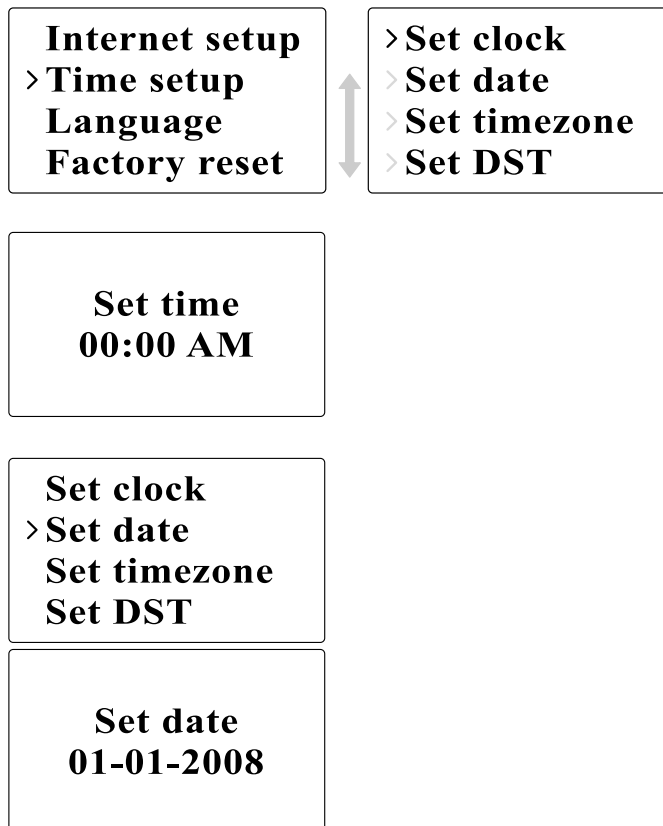 Internet setup
>Time setup
Language
Factory reset
>Set clock
>Set date
>Set timezone
>Set DST
Set time
00:00 AM
Set clock
>Set date
Set timezone
Set DST
Set date
01-01-2008